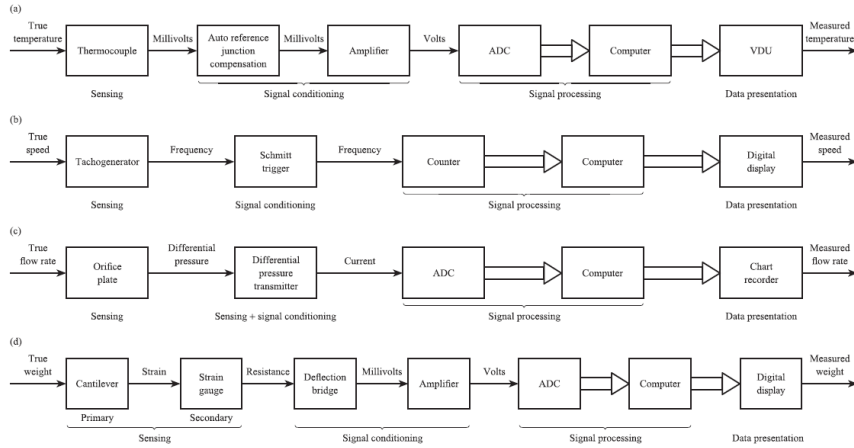 (a)
True temperature
Thermocouple
Millivolts
Auto reference junction compensation
Millivolts
Amplifier
Volts
ADC
Computer
VDU
Measured temperature
Sensing
Signal conditioning
Signal processing
Data presentation
(b)
True speed
Tachogenerator
Frequency
Schmitt trigger
Frequency
Counter
Computer
Digital display
Measured speed
Sensing
Signal conditioning
Signal processing
Data presentation
(c)
True flow rate
Orifice plate
Differential pressure
Differential pressure transmitter
Current
ADC
Computer
Chart recorder
Measured flow rate
Sensing
Sensing + signal conditioning
Signal processing
Data presentation
(d)
True weight
Cantilever
Strain
Strain gauge
Resistance
Deflection bridge
Millivolts
Amplifier
Volts
ADC
Computer
Digital display
Measured weight
Primary
Secondary
Sensing
Signal conditioning
Signal processing
Data presentation